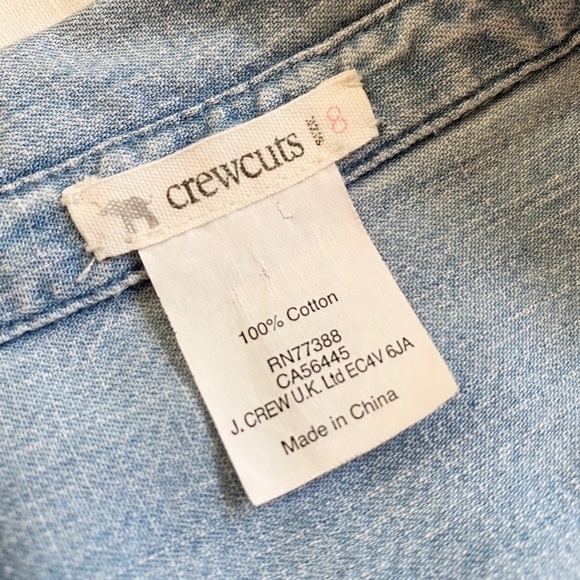 crewcuts SIZE 8
100% Cotton
RN77388
CA56445
J. CREW U.K. Ltd EC4V 6JA
Made in China